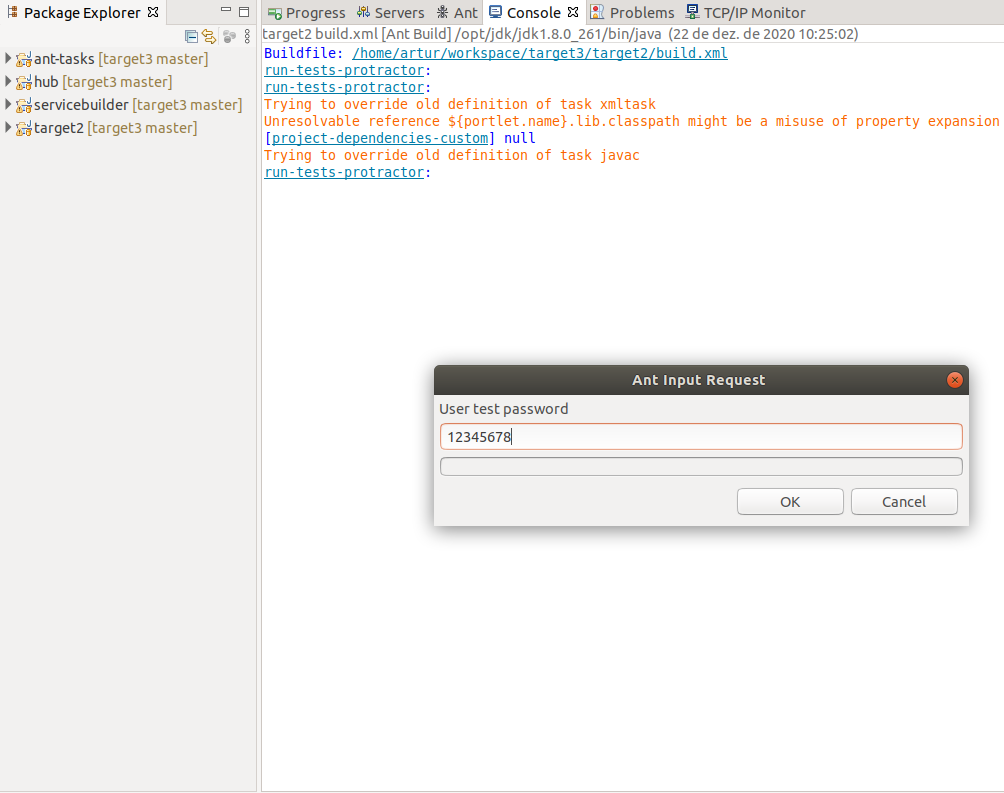 Package Explorer
Progress Servers Ant Console Problems TCP/IP Monitor
target2 build.xml [Ant Build] /opt/jdk/jdk1.8.0_261/bin/java (22 de dez. de 2020 10:25:02)
ant-tasks [target3 master]
hub [target3 master]
servicebuilder [target3 master]
target2 [target3 master]
Buildfile: /home/artur/workspace/target3/target2/build.xml
run-tests-protractor:
run-tests-protractor:
Trying to override old definition of task xmltask
Unresolvable reference ${portlet.name}.lib.classpath might be a misuse of property expansion
[project-dependencies-custom] null
Trying to override old definition of task javac
run-tests-protractor:
Ant Input Request
User test password
12345678
OK Cancel